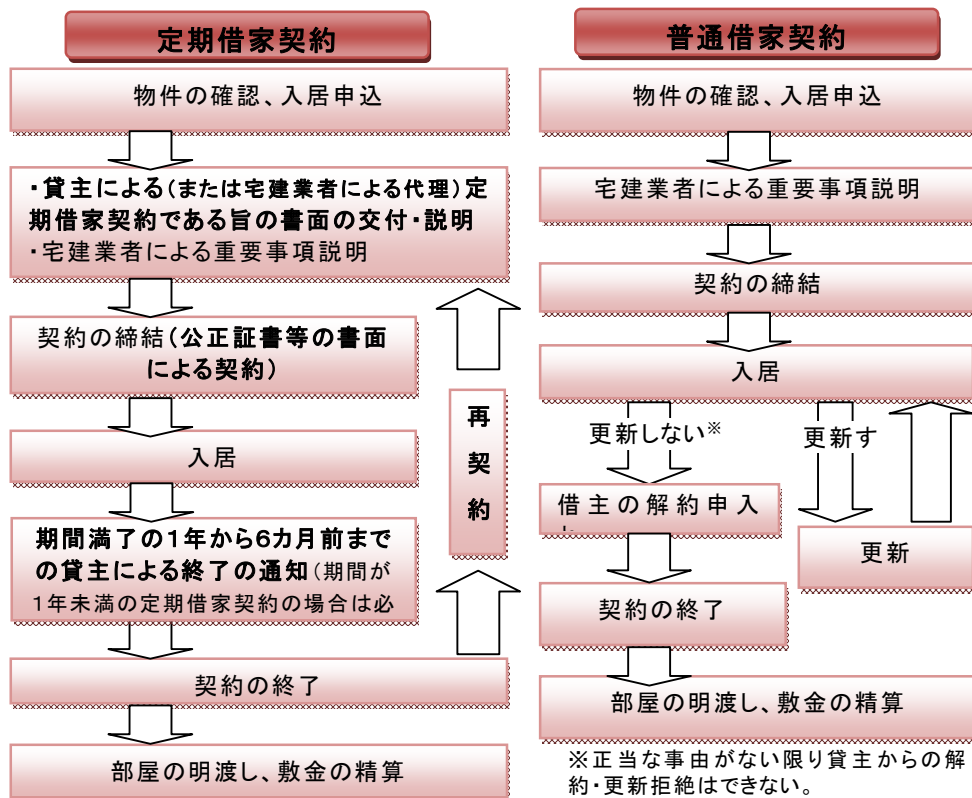 定期借家契約
物件の確認、入居申込
・貸主による(または宅建業者による代理)定
期借家契約である旨の書面の交付・説明
・宅建業者による重要事項説明
契約の締結(公正証書等の書面
による契約)
入居
期間満了の1年から6カ月前まで
の貸主による終了の通知(期間が
1年未満の定期借家契約の場合は必
契約の終了
部屋の明渡し、敷金の精算
再
契
約
普通借家契約
物件の確認、入居申込
宅建業者による重要事項説明
契約の締結
入居
更新しない※
更新す
借主の解約申入
更新
契約の終了
部屋の明渡し、敷金の精算
※正当な事由がない限り貸主からの解
約・更新拒絶はできない。